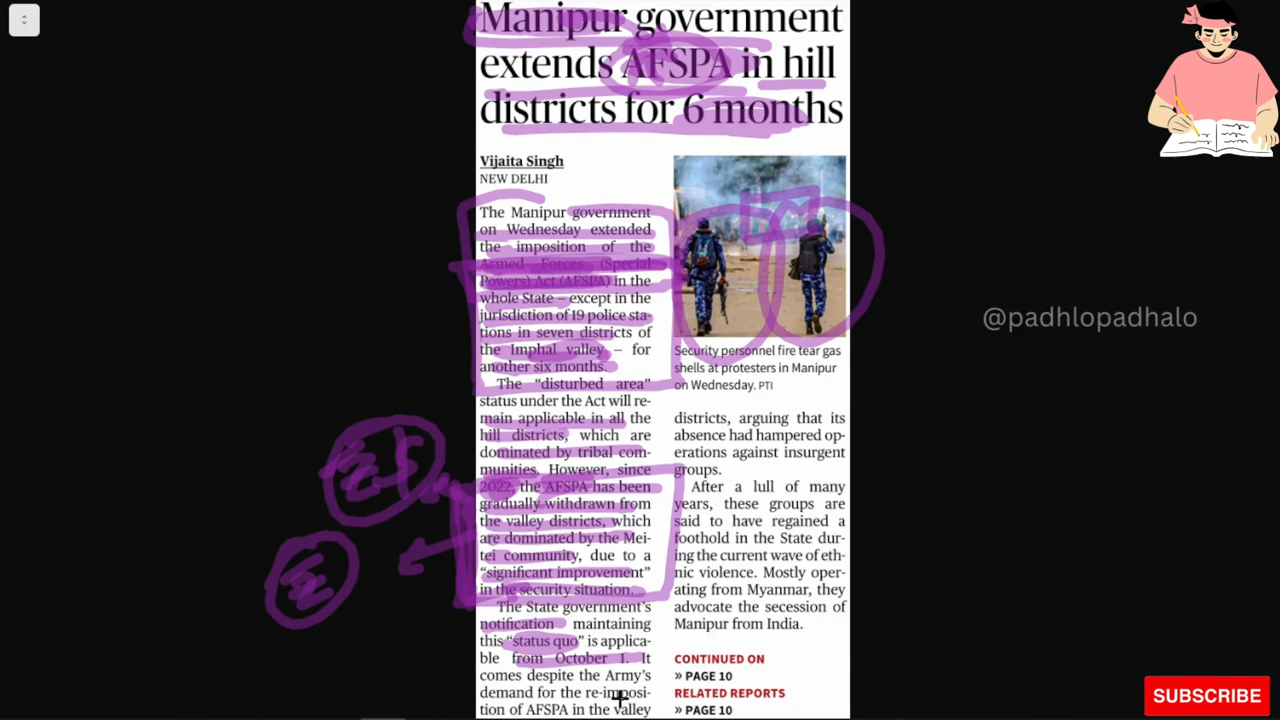 Manipur government
extends AFSPA in hill
districts for 6 months
Vijaita Singh
NEW DELHI
The Manipur government
on Wednesday extended
the imposition of the
Armed Forces (Special
Powers) Act (AFSPA) in the
whole State – except in the
jurisdiction of 19 police sta-
tions in seven districts of
the Imphal valley – for
another six months.
The “disturbed area”
status under the Act will re-
main applicable in all the
hill districts, which are
dominated by tribal com-
munities. However, since
2022, the AFSPA has been
gradually withdrawn from
the valley districts, which
are dominated by the Mei-
tei community, due to a
“significant improvement”
in the security situation.
The State government’s
notification maintaining
this “status quo” is applica-
ble from October 1. It
comes despite the Army’s
demand for the re-imposi-
tion of AFSPA in the valley
Security personnel fire tear gas
shells at protesters in Manipur
on Wednesday. PTI
districts, arguing that its
absence had hampered op-
erations against insurgent
groups.
After a lull of many
years, these groups are
said to have regained a
foothold in the State dur-
ing the current wave of eth-
nic violence. Mostly oper-
ating from Myanmar, they
advocate the secession of
Manipur from India.
CONTINUED ON
» PAGE 10
RELATED REPORTS
» PAGE 10
@padhlopadhalo
SUBSCRIBE